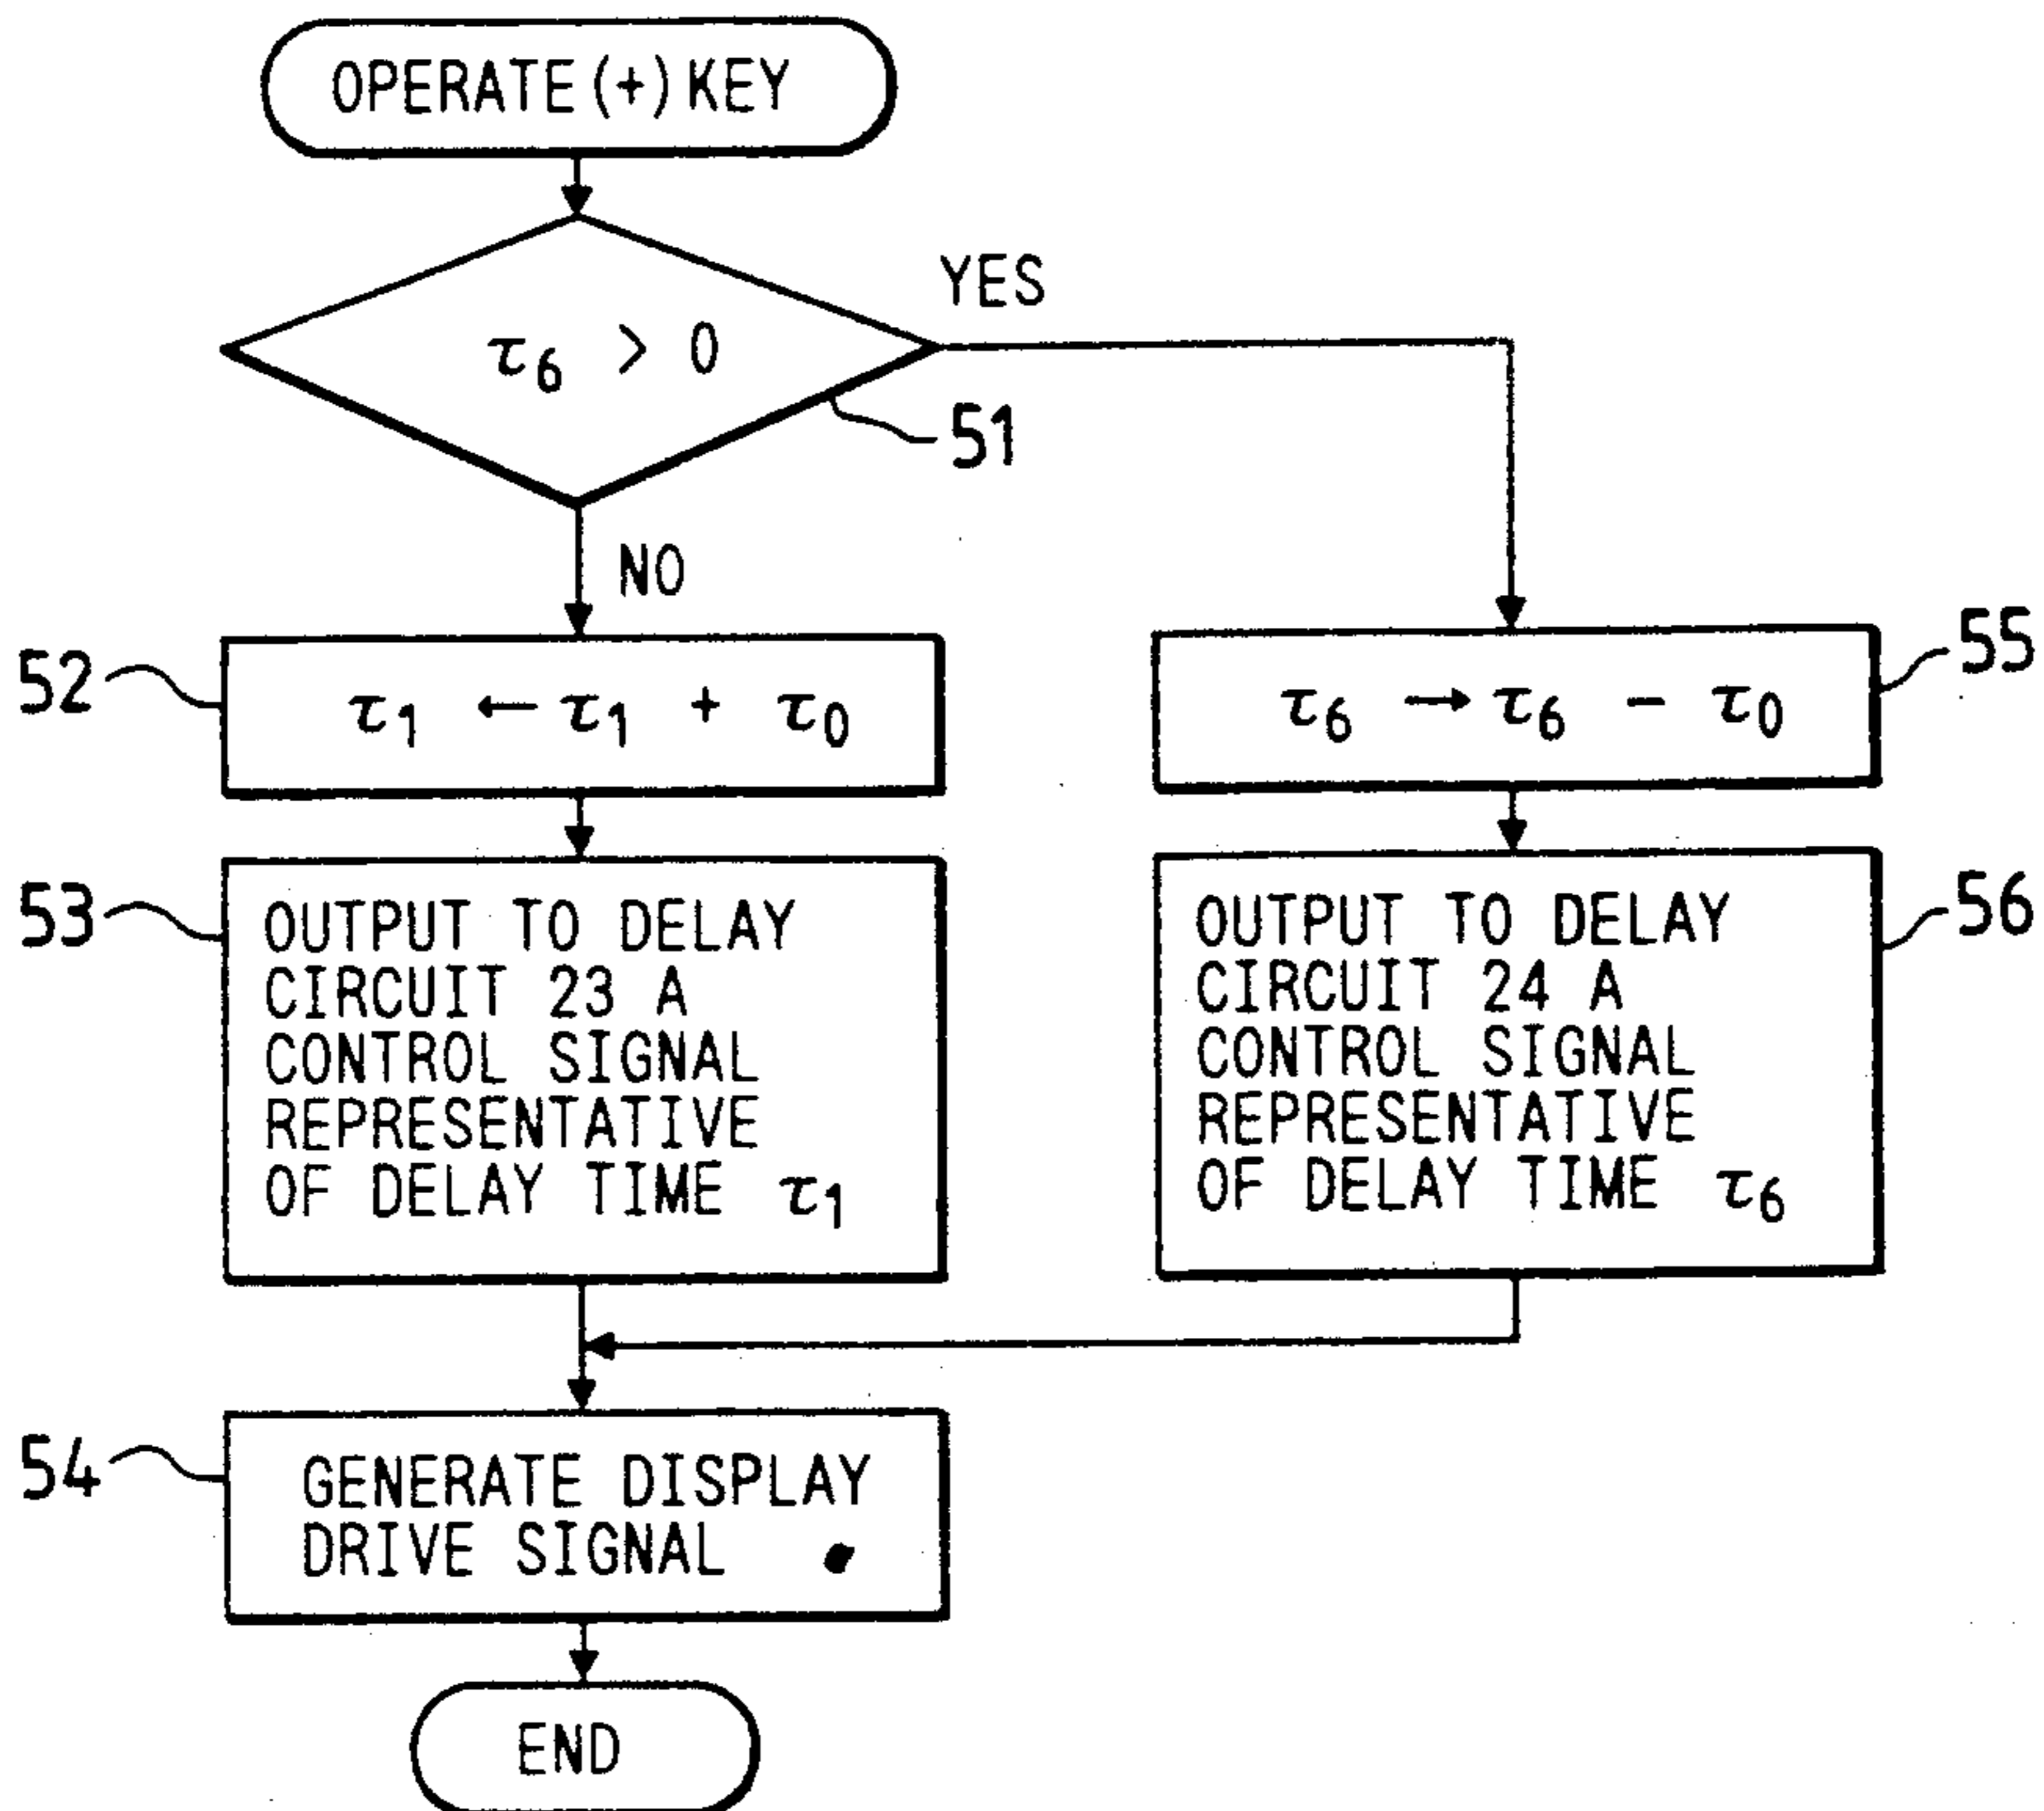 OPERATE (+) KEY
τ6 > 0
YES
51
NO
52
τ1 ← τ1 + τ0
τ6 → τ6 - τ0
55
53
OUTPUT TO DELAY
CIRCUIT 23 A
CONTROL SIGNAL
REPRESENTATIVE
OF DELAY TIME τ1
OUTPUT TO DELAY
CIRCUIT 24 A
CONTROL SIGNAL
REPRESENTATIVE
OF DELAY TIME τ6
56
54
GENERATE DISPLAY
DRIVE SIGNAL
END